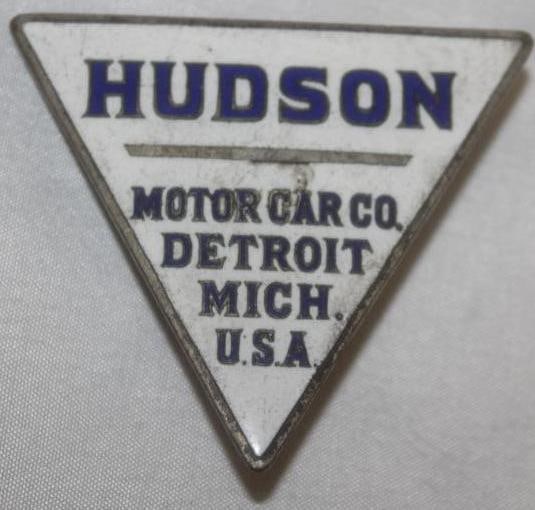 HUDSON
MOTOR CAR CO.
DETROIT
MICH.
U.S.A.